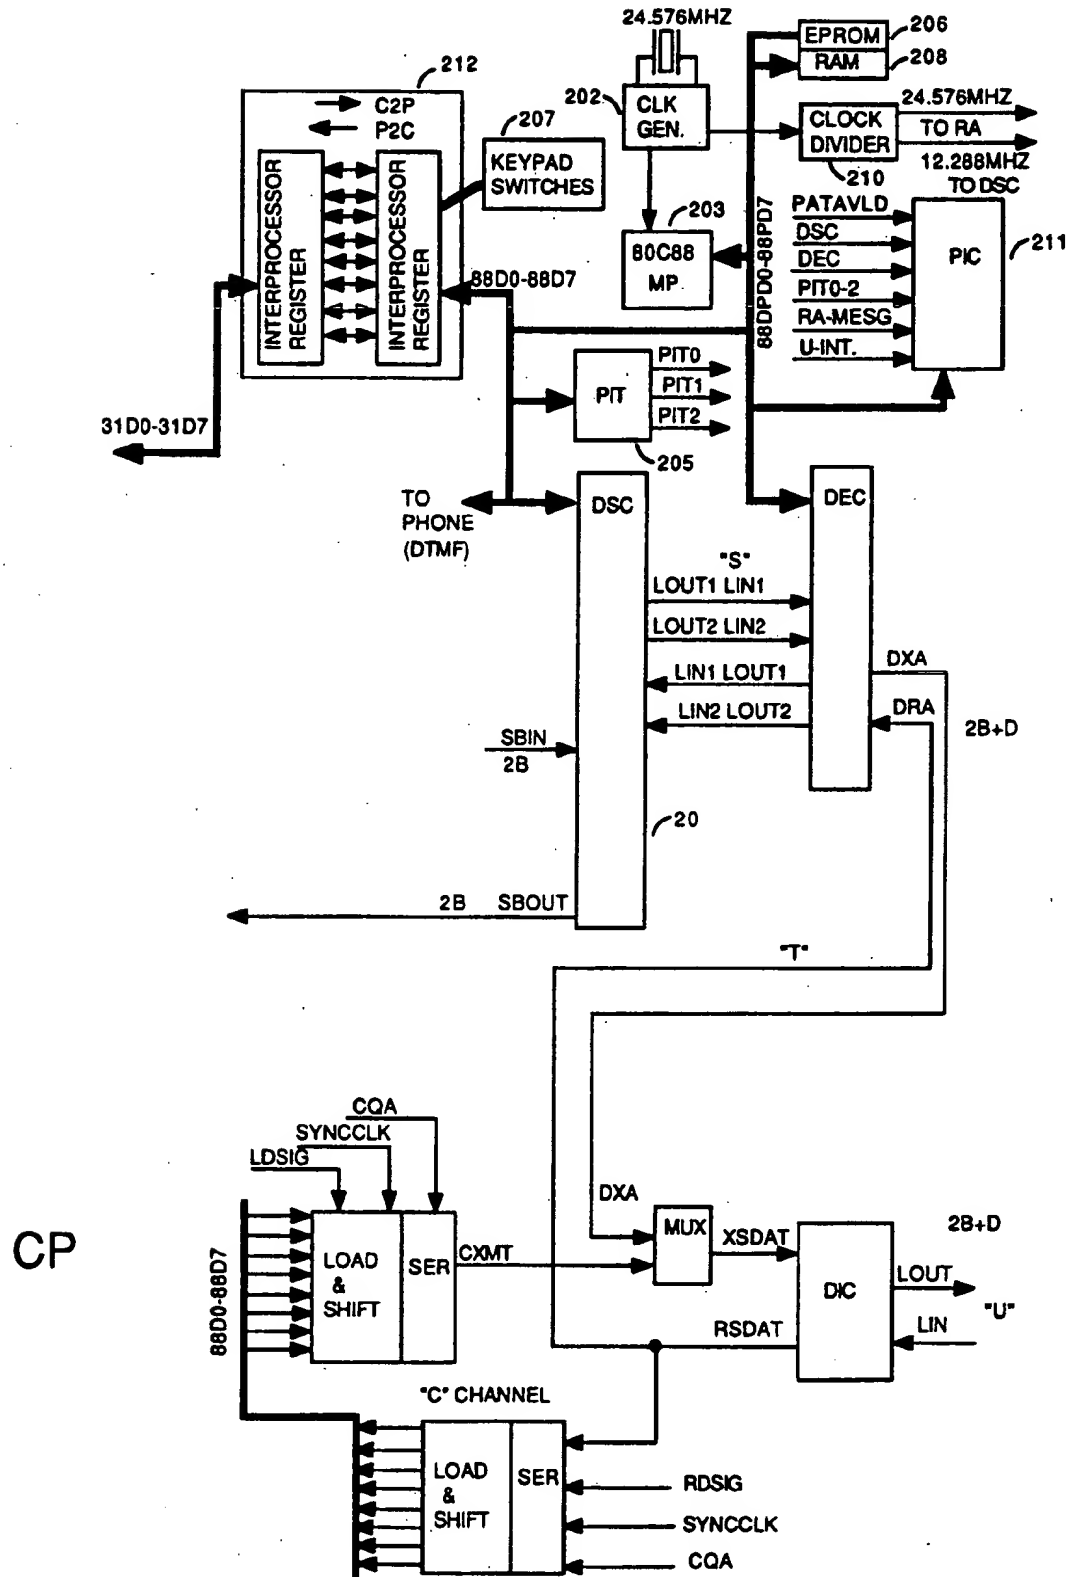 24.576MHZ
EPROM
206
RAM
208
212
C2P
P2C
207
KEYPAD
SWITCHES
INTERPROCESSOR
REGISTER
INTERPROCESSOR
REGISTER
202
CLK
GEN.
CLOCK
DIVIDER
210
24.576MHZ
TO RA
12.288MHZ
TO DSC
203
80C88
MP
88DPD0-88PD7
PATAVLD
DSC
DEC
PIT0-2
RA-MESG
U-INT.
PIC
211
88D0-88D7
31D0-31D7
PIT
PIT0
PIT1
PIT2
205
TO
PHONE
(DTMF)
DSC
DEC
"S"
LOUT1 LIN1
LOUT2 LIN2
LIN1 LOUT1
LIN2 LOUT2
DXA
DRA
2B+D
SBIN
2B
20
2B SBOUT
"T"
CQA
SYNCCLK
LDSIG
CP
88D0-88D7
LOAD
&
SHIFT
SER
CXMT
DXA
MUX
XSDAT
DIC
2B+D
LOUT
"U"
LIN
RSDAT
"C" CHANNEL
LOAD
&
SHIFT
SER
RDSIG
SYNCCLK
CQA